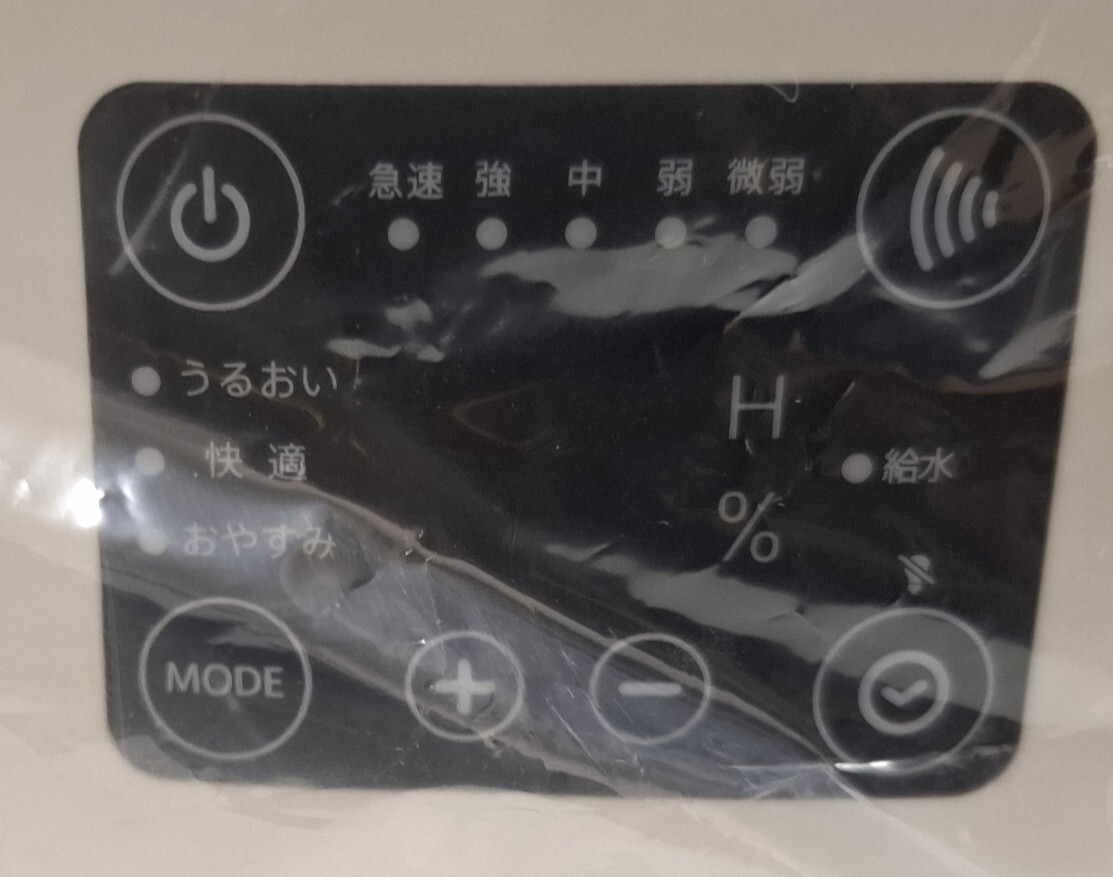 急速 強 中 弱 微弱
うるおい
快適
おやすみ
H
%
給水
MODE
+
−